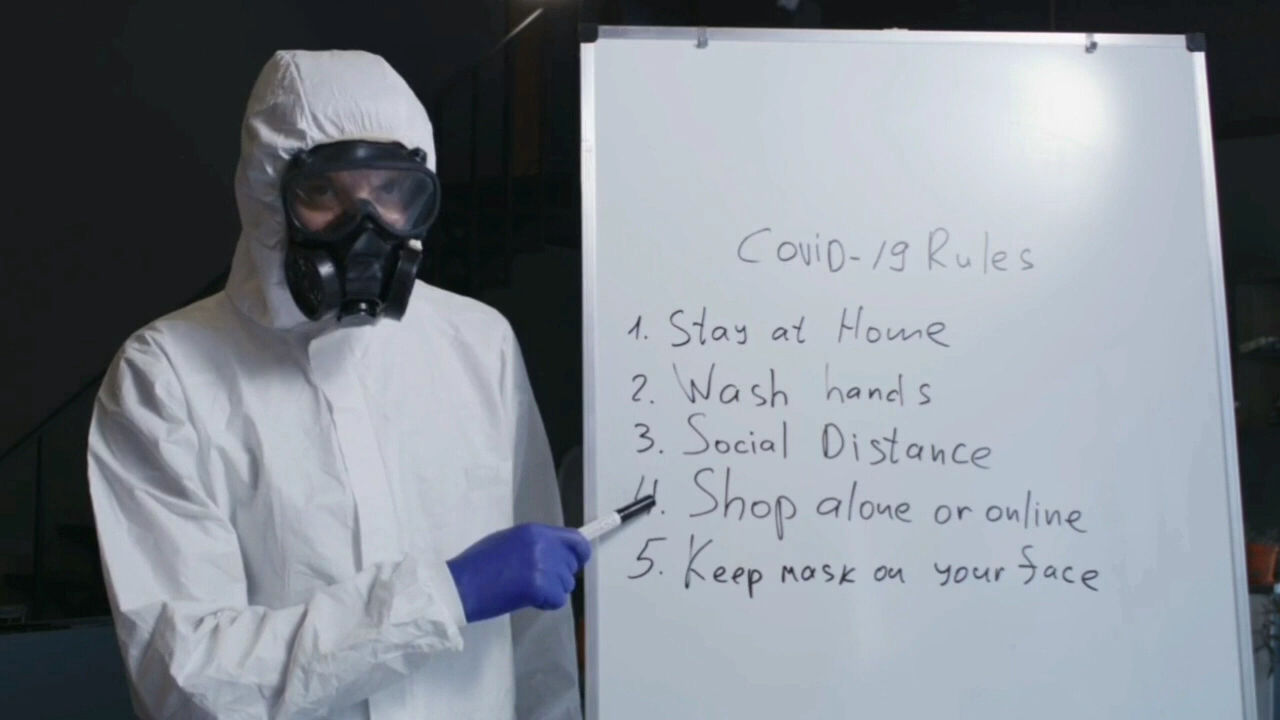 Covid-19 Rules
1. Stay at Home
2. Wash hands
3. Social Distance
4. Shop alone or online
5. Keep mask on your face